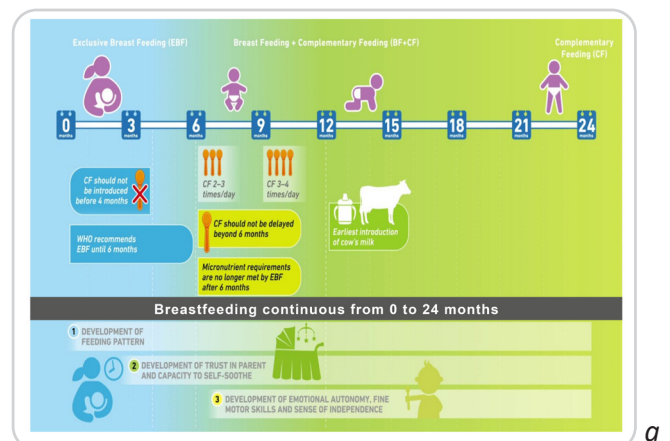 Exclusive Breast Feeding (EBF)
Breast Feeding + Complementary Feeding (BF+CF)
Complementary
Feeding (CF)
0
months
3
months
6
months
9
months
12
months
15
months
18
months
21
months
24
months
CF should not
be introduced
before 4 months
CF 2–3
times/day
CF 3–4
times/day
WHO recommends
EBF until 6 months
CF should not be delayed
beyond 6 months
Earliest introduction
of cow's milk
Micronutrient requirements
are no longer met by EBF
after 6 months
Breastfeeding continuous from 0 to 24 months
1 DEVELOPMENT OF
FEEDING PATTERN
2 DEVELOPMENT OF TRUST IN PARENT
AND CAPACITY TO SELF-SOOTHE
3 DEVELOPMENT OF EMOTIONAL AUTONOMY, FINE
MOTOR SKILLS AND SENSE OF INDEPENDENCE